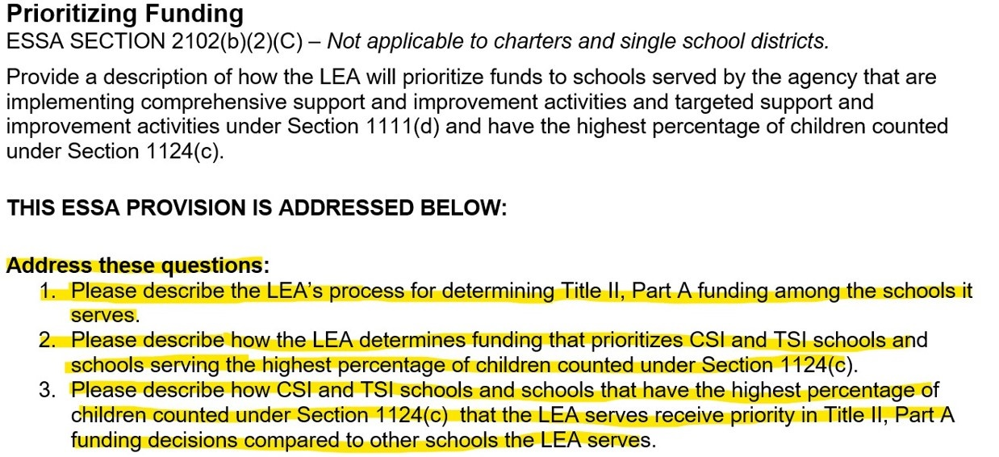 Prioritizing Funding
ESSA SECTION 2102(b)(2)(C) – Not applicable to charters and single school districts.
Provide a description of how the LEA will prioritize funds to schools served by the agency that are
implementing comprehensive support and improvement activities and targeted support and
improvement activities under Section 1111(d) and have the highest percentage of children counted
under Section 1124(c).
THIS ESSA PROVISION IS ADDRESSED BELOW:
Address these questions:
1. Please describe the LEA’s process for determining Title II, Part A funding among the schools it
serves.
2. Please describe how the LEA determines funding that prioritizes CSI and TSI schools and
schools serving the highest percentage of children counted under Section 1124(c).
3. Please describe how CSI and TSI schools and schools that have the highest percentage of
children counted under Section 1124(c) that the LEA serves receive priority in Title II, Part A
funding decisions compared to other schools the LEA serves.